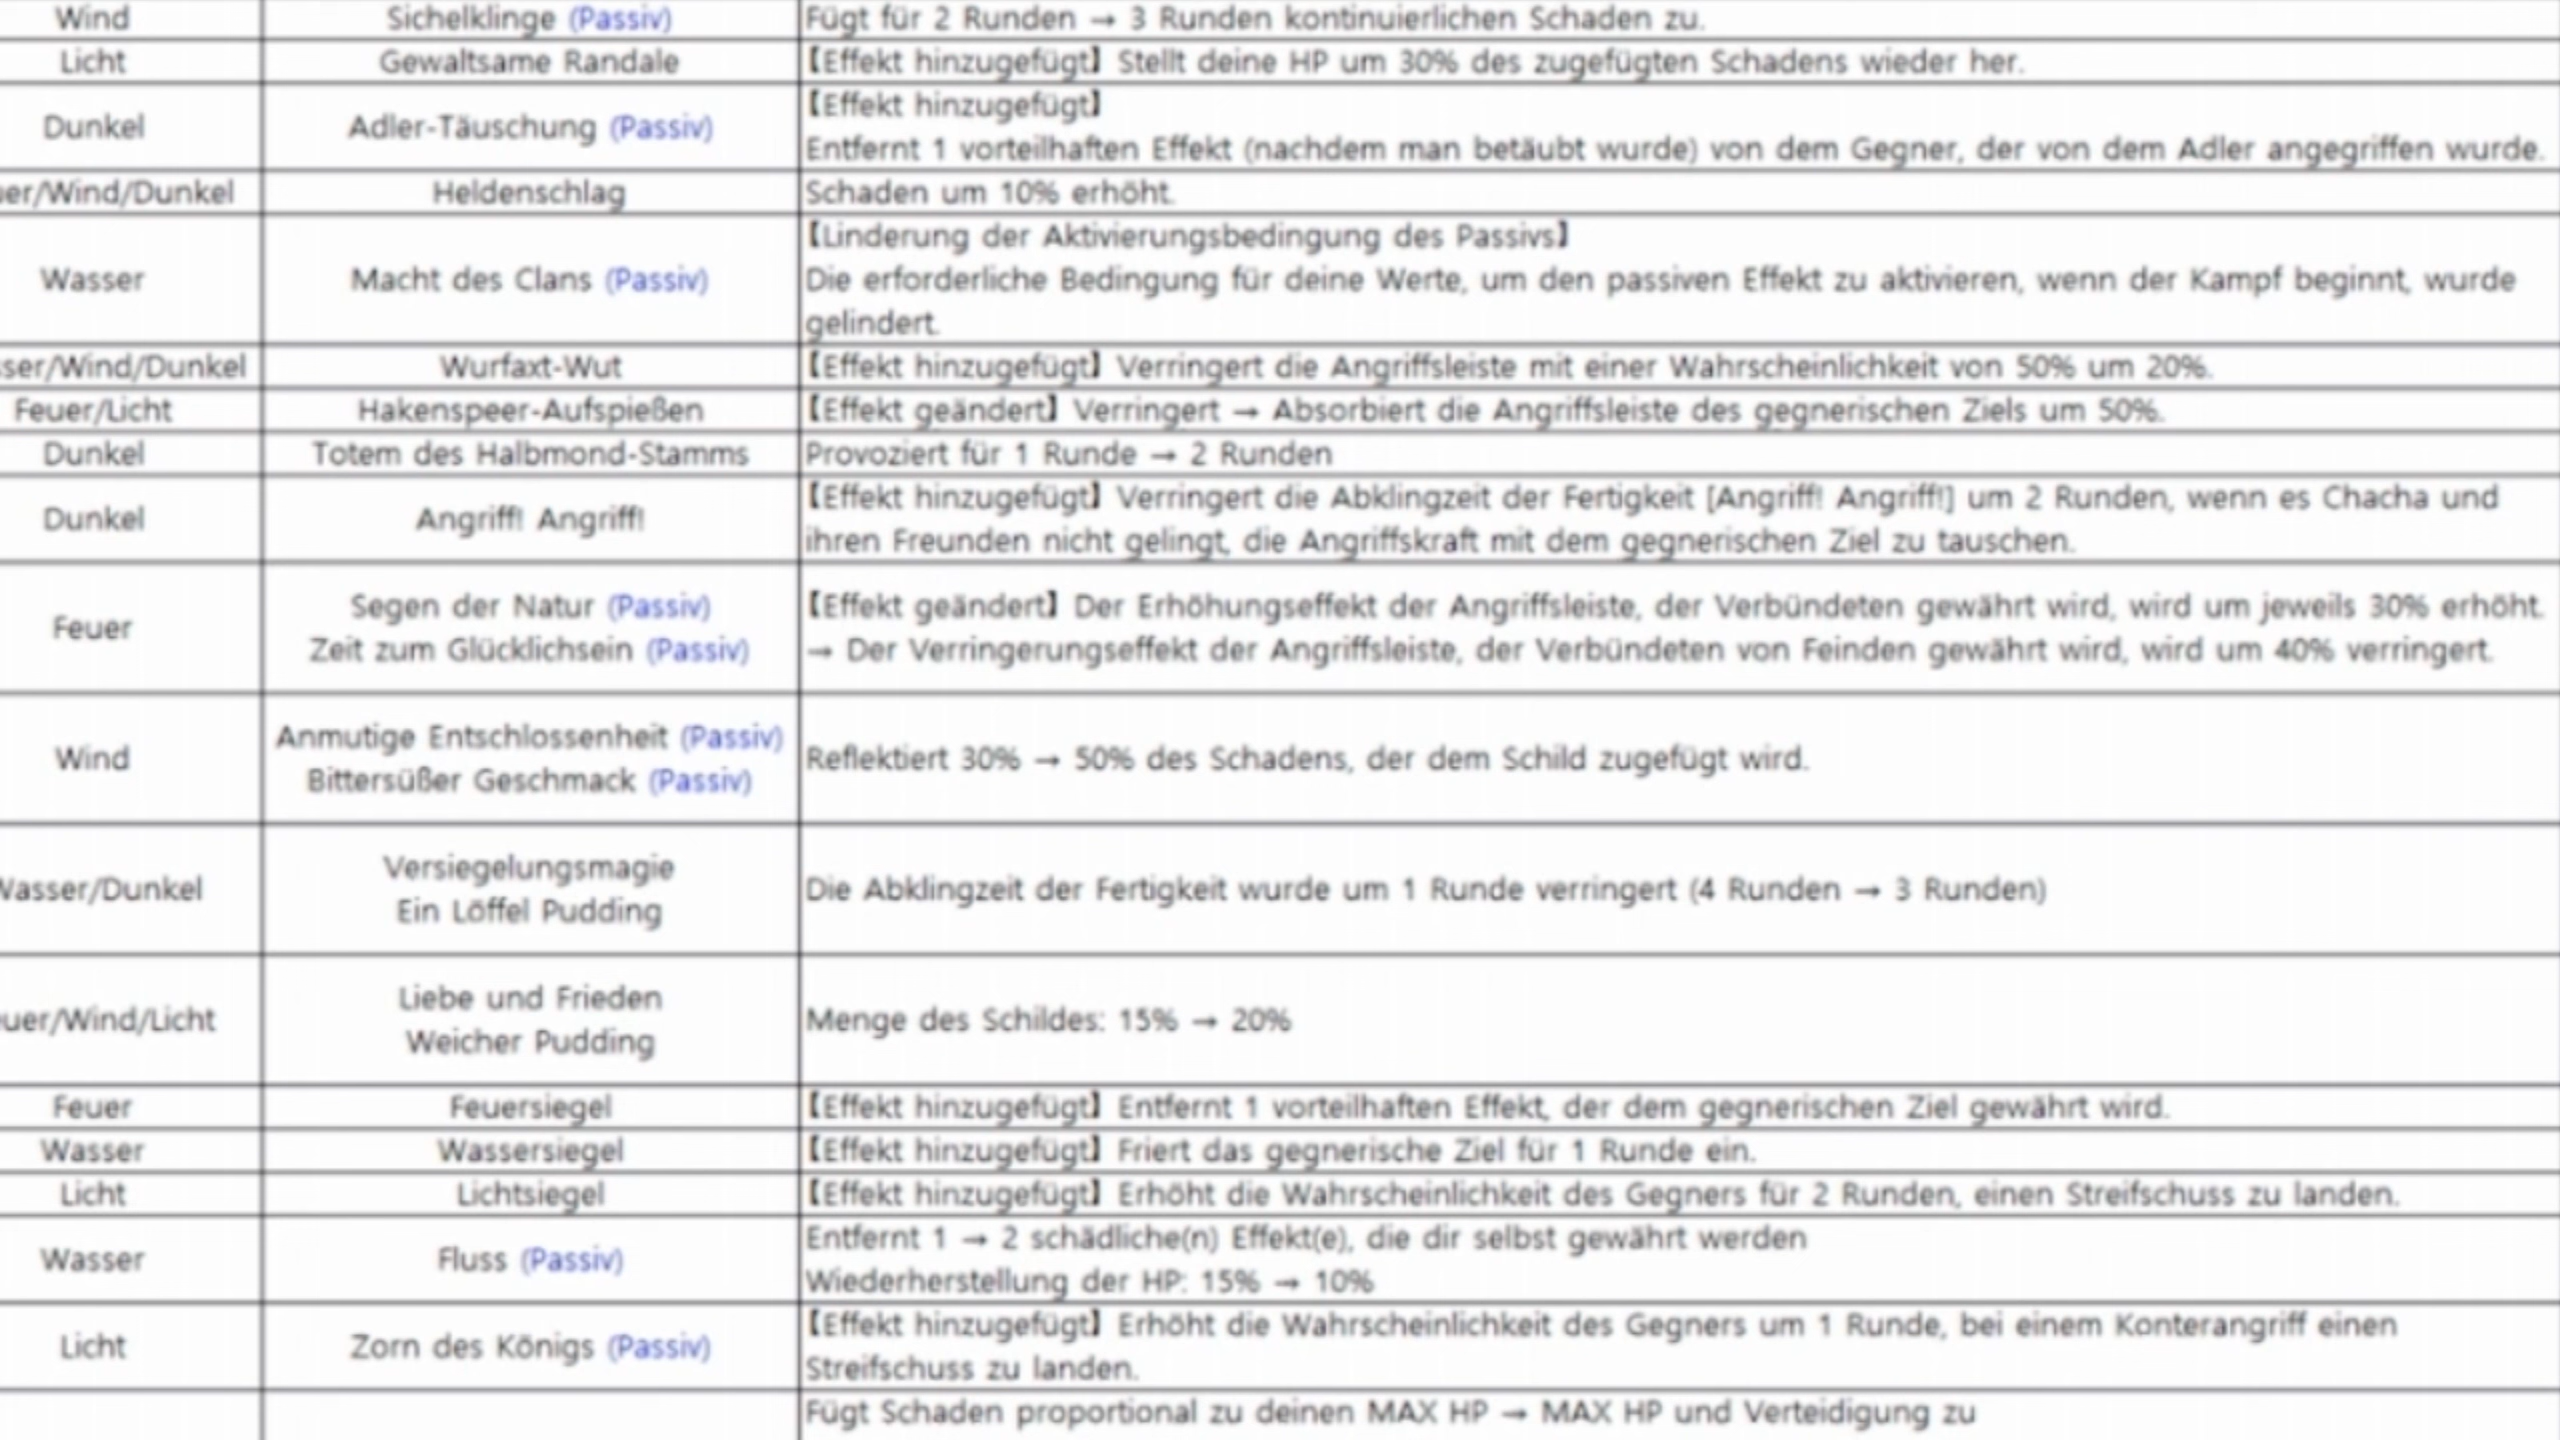 Wind Sichelklinge (Passiv) Fügt für 2 Runden → 3 Runden kontinuierlichen Schaden zu.
Licht Gewaltsame Randale 【Effekt hinzugefügt】 Stellt deine HP um 30% des zugefügten Schadens wieder her.
Dunkel Adler-Täuschung (Passiv) 【Effekt hinzugefügt】
Entfernt 1 vorteilhaften Effekt (nachdem man betäubt wurde) von dem Gegner, der von dem Adler angegriffen wurde.
er/Wind/Dunkel Heldenschlag Schaden um 10% erhöht.
【Linderung der Aktivierungsbedingung des Passivs】
Wasser Macht des Clans (Passiv) Die erforderliche Bedingung für deine Werte, um den passiven Effekt zu aktivieren, wenn der Kampf beginnt, wurde
gelindert.
sser/Wind/Dunkel Wurfaxt-Wut 【Effekt hinzugefügt】 Verringert die Angriffsleiste mit einer Wahrscheinlichkeit von 50% um 20%.
Feuer/Licht Hakenspeer-Aufspießen 【Effekt geändert】 Verringert → Absorbiert die Angriffsleiste des gegnerischen Ziels um 50%.
Dunkel Totem des Halbmond-Stamms Provoziert für 1 Runde → 2 Runden
Dunkel Angriff! Angriff! 【Effekt hinzugefügt】 Verringert die Abklingzeit der Fertigkeit [Angriff! Angriff!] um 2 Runden, wenn es Chacha und
ihren Freunden nicht gelingt, die Angriffskraft mit dem gegnerischen Ziel zu tauschen.
Feuer Segen der Natur (Passiv) 【Effekt geändert】 Der Erhöhungseffekt der Angriffsleiste, der Verbündeten gewährt wird, wird um jeweils 30% erhöht.
Zeit zum Glücklichsein (Passiv) → Der Verringerungseffekt der Angriffsleiste, der Verbündeten von Feinden gewährt wird, wird um 40% verringert.
Wind Anmutige Entschlossenheit (Passiv) Reflektiert 30% → 50% des Schadens, der dem Schild zugefügt wird.
Bittersüßer Geschmack (Passiv)
Wasser/Dunkel Versiegelungsmagie Die Abklingzeit der Fertigkeit wurde um 1 Runde verringert (4 Runden → 3 Runden)
Ein Löffel Pudding
uer/Wind/Licht Liebe und Frieden Menge des Schildes: 15% → 20%
Weicher Pudding
Feuer Feuersiegel 【Effekt hinzugefügt】 Entfernt 1 vorteilhaften Effekt, der dem gegnerischen Ziel gewährt wird.
Wasser Wassersiegel 【Effekt hinzugefügt】 Friert das gegnerische Ziel für 1 Runde ein.
Licht Lichtsiegel 【Effekt hinzugefügt】 Erhöht die Wahrscheinlichkeit des Gegners für 2 Runden, einen Streifschuss zu landen.
Wasser Fluss (Passiv) Entfernt 1 → 2 schädliche(n) Effekt(e), die dir selbst gewährt werden
Wiederherstellung der HP: 15% → 10%
Licht Zorn des Königs (Passiv) 【Effekt hinzugefügt】 Erhöht die Wahrscheinlichkeit des Gegners um 1 Runde, bei einem Konterangriff einen
Streifschuss zu landen.
Fügt Schaden proportional zu deinen MAX HP → MAX HP und Verteidigung zu